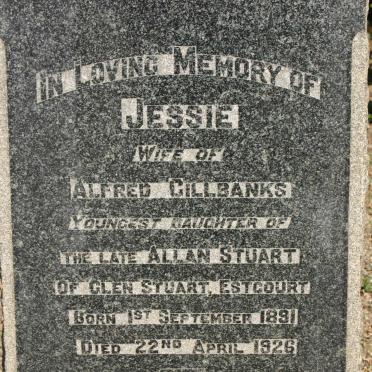 In Loving Memory of
Jessie
Wife of
Alfred Gillbanks
Youngest daughter of
the late Allan Stuart
Of Glen Stuart, Estcourt
Born 1st September 1891
Died 22nd April 1926